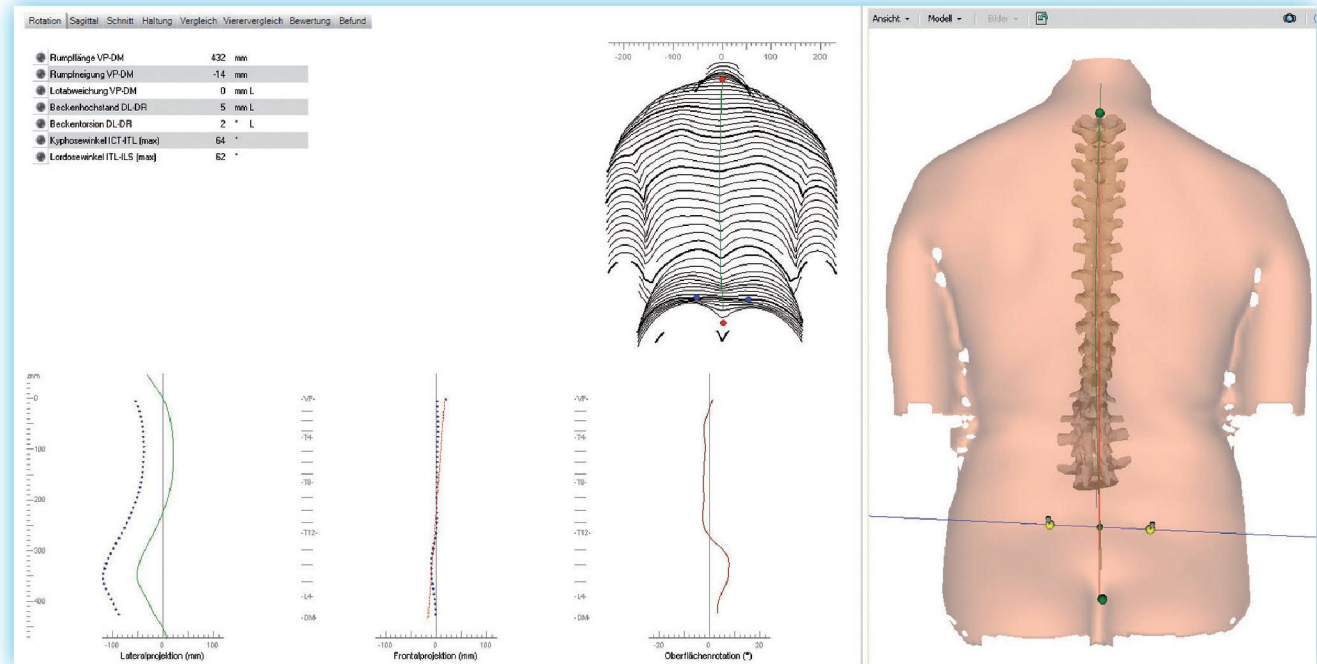 Rotation Sagittal Schnitt Haltung Vergleich Vierervergleich Bewertung Befund
Rumpflänge VP-DM 432 mm
Rumpfneigung VP-DM -14 mm
Lotabweichung VP-DM 0 mm L
Beckenhochstand DL-DR 5 mm L
Beckentorsion DL-DR 2 ° L
Kyphosewinkel ICT-ITL (max) 64 °
Lordosewinkel ITL-ILS (max) 62 °
-200 -100 0 100 200
Ansicht Modell Bilder
-0
-100
-200
-300
-400
-100 0 100
Lateralprojektion (mm)
-VP-
-T4-
-T8-
-T12-
-L4-
-DM-
-100 0 100
Frontalprojektion (mm)
-VP-
-T4-
-T8-
-T12-
-L4-
-DM-
-20 0 20
Oberflächenrotation (°)